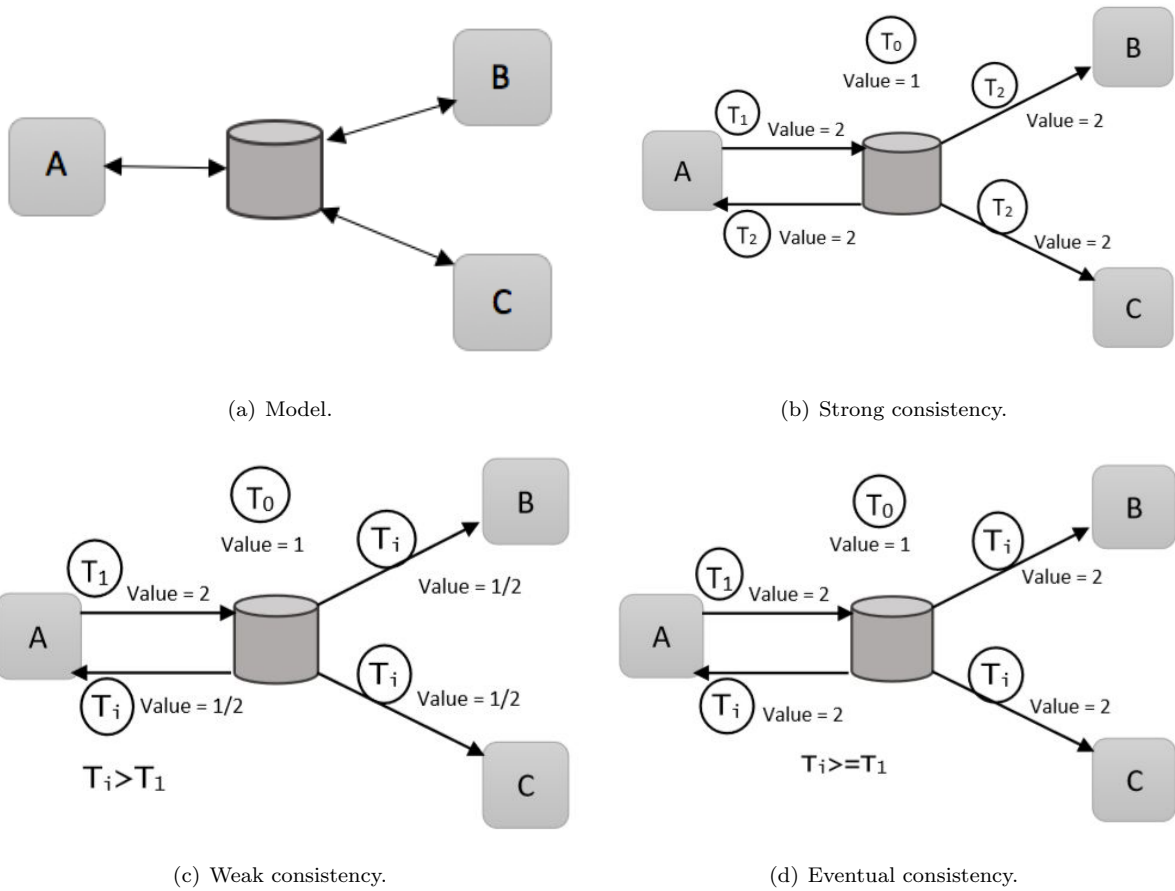 A
B
C
(a) Model.
T0
Value = 1
T1
Value = 2
T2
Value = 2
A
B
T2
Value = 2
T2
Value = 2
C
(b) Strong consistency.
T0
Value = 1
T1
Value = 2
Ti
Value = 1/2
A
B
Ti
Value = 1/2
Ti
Value = 1/2
C
Ti>T1
(c) Weak consistency.
T0
Value = 1
T1
Value = 2
Ti
Value = 2
A
B
Ti
Value = 2
Ti
Value = 2
C
Ti>=T1
(d) Eventual consistency.